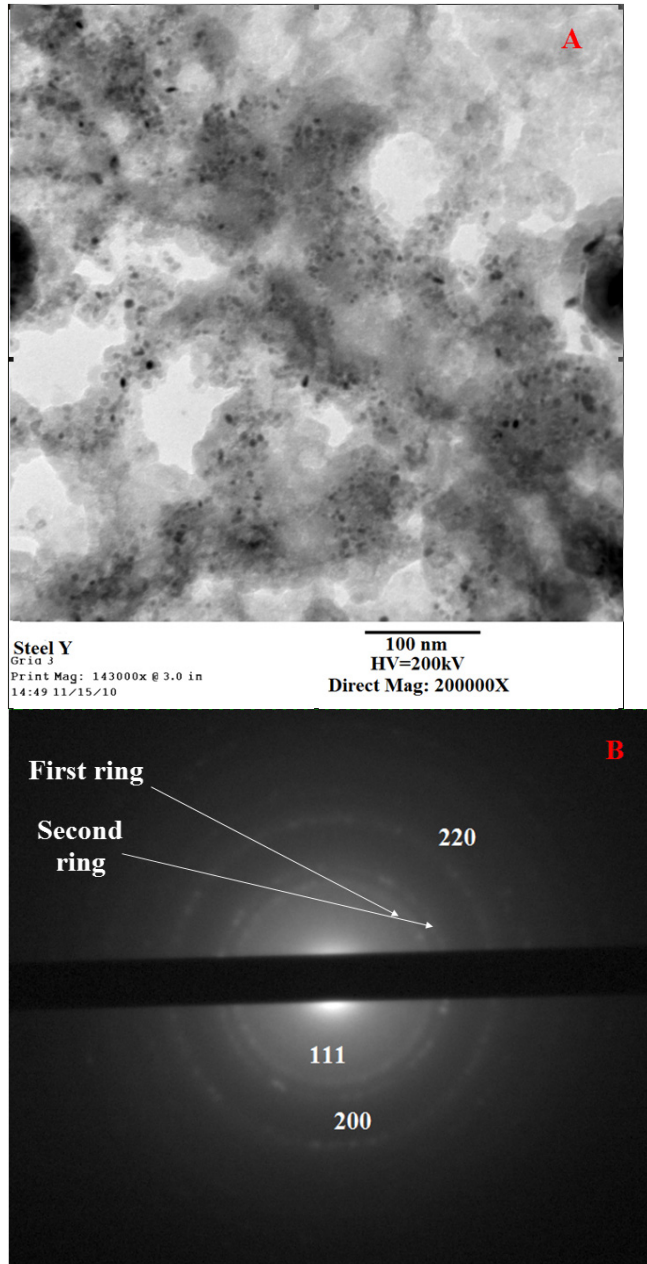 A
Steel Y
Grid 3
Print Mag: 143000x @ 3.0 in
14:49 11/15/10
100 nm
HV=200kV
Direct Mag: 200000X
B
First ring
Second
ring
220
111
200